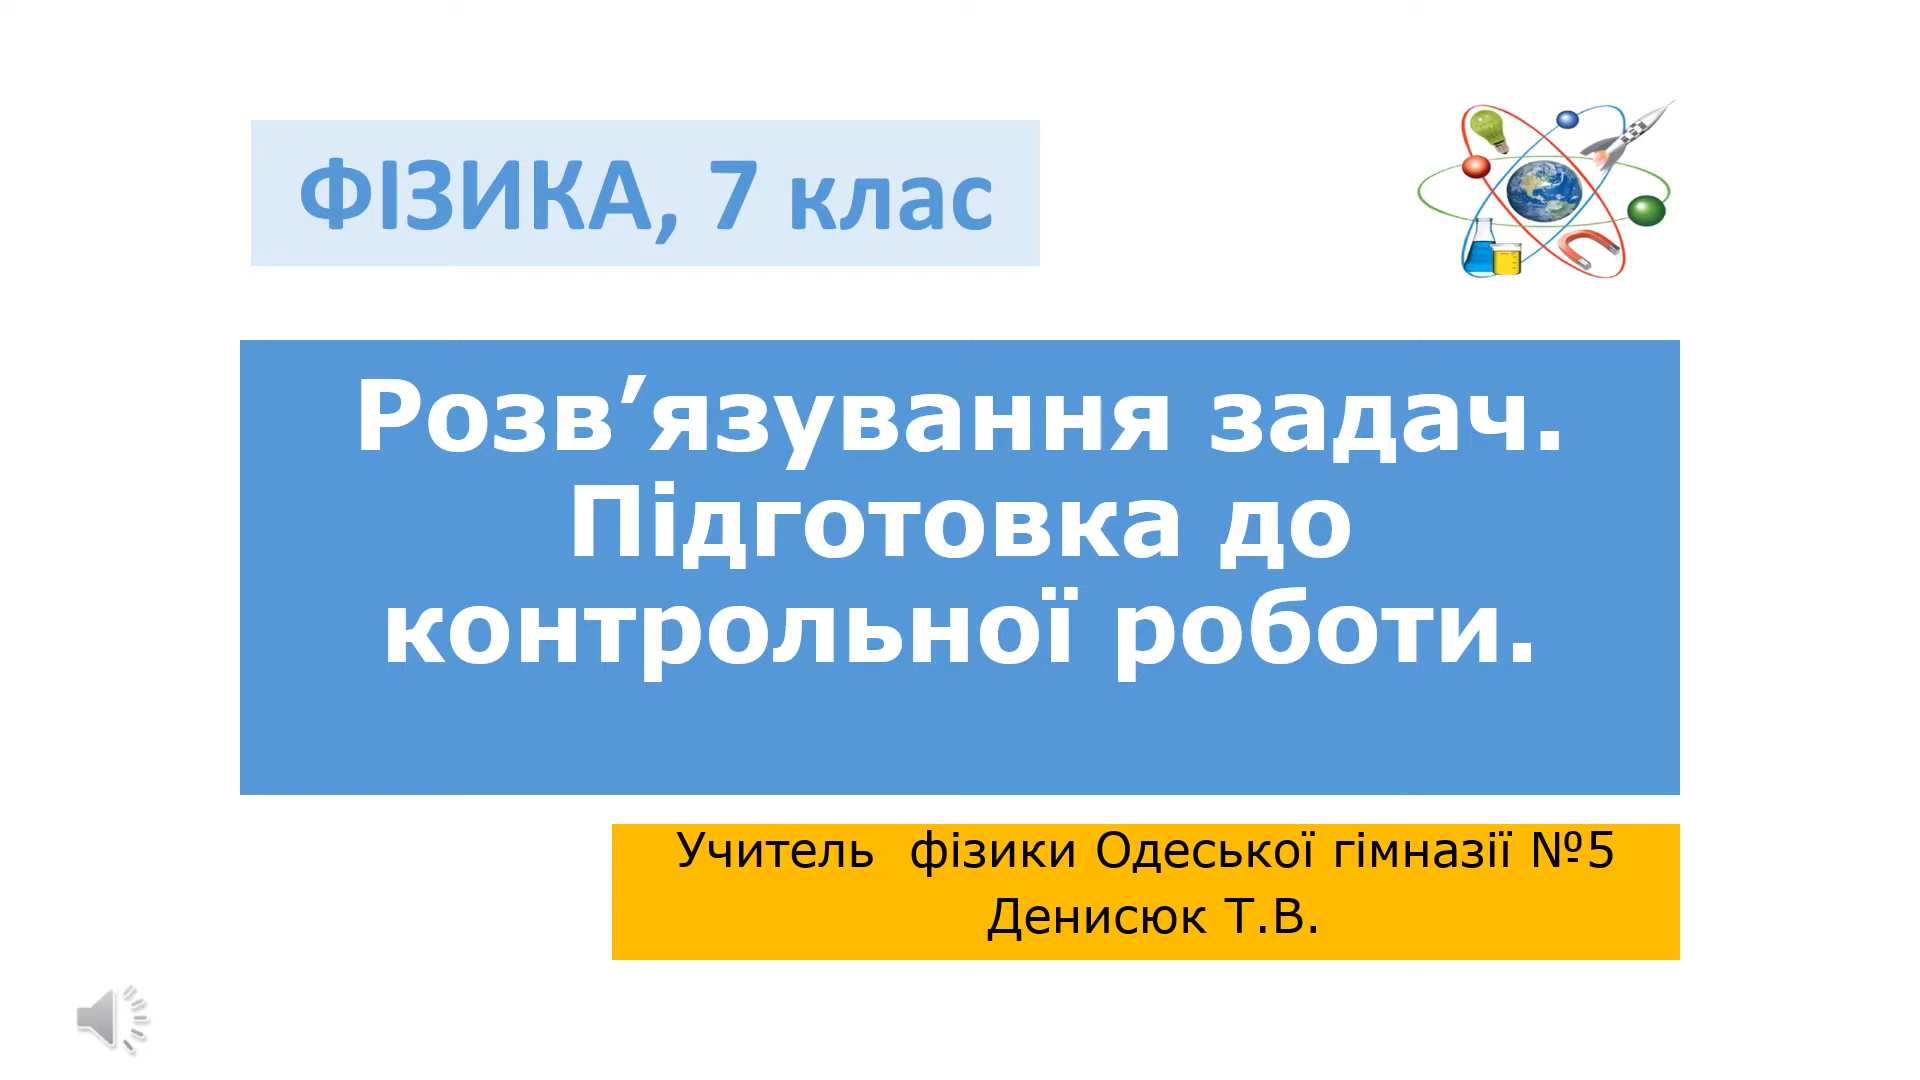 ФІЗИКА, 7 клас
Розв’язування задач.
Підготовка до
контрольної роботи.
Учитель фізики Одеської гімназії №5
Денисюк Т.В.